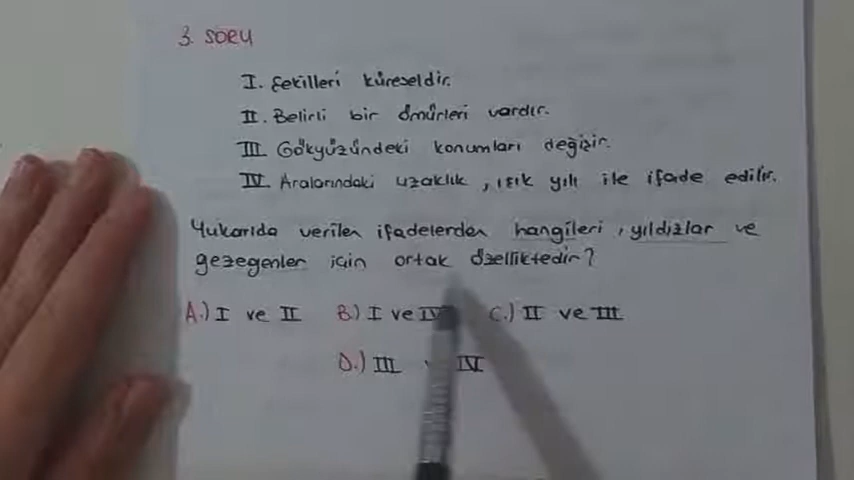 3. SORU
I. Şekilleri küreseldir.
II. Belirli bir ömürleri vardır.
III Gökyüzündeki konumları değişir.
IV. Aralarındaki uzaklık, ışık yılı ile ifade edilir.
Yukarıda verilen ifadelerden hangileri, yıldızlar ve
gezegenler için ortak özelliktedir?
A.) I ve II B.) I ve IV C.) II ve III
D.) III IV